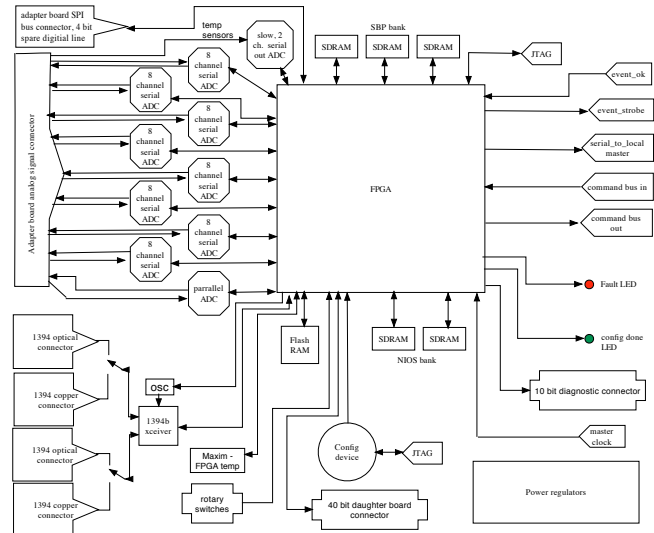 adapter board SPI
bus connector, 4 bit
spare digitial line
temp
sensors
slow, 2
ch. serial
out ADC
SBP bank
SDRAM
SDRAM
SDRAM
JTAG
Adapter board analog signal connector
8
channel
serial
ADC
8
channel
serial
ADC
8
channel
serial
ADC
8
channel
serial
ADC
8
channel
serial
ADC
8
channel
serial
ADC
8
channel
serial
ADC
8
channel
serial
ADC
parrallel
ADC
FPGA
event_ok
event_strobe
serial_to_local
master
command bus in
command bus
out
Fault LED
config done
LED
10 bit diagnostic connector
master
clock
Flash
RAM
SDRAM
SDRAM
NIOS bank
1394 optical
connector
1394 copper
connector
1394 optical
connector
1394 copper
connector
OSC
1394b
xceiver
Maxim -
FPGA temp
rotary
switches
Config
device
JTAG
40 bit daughter board
connector
Power regulators